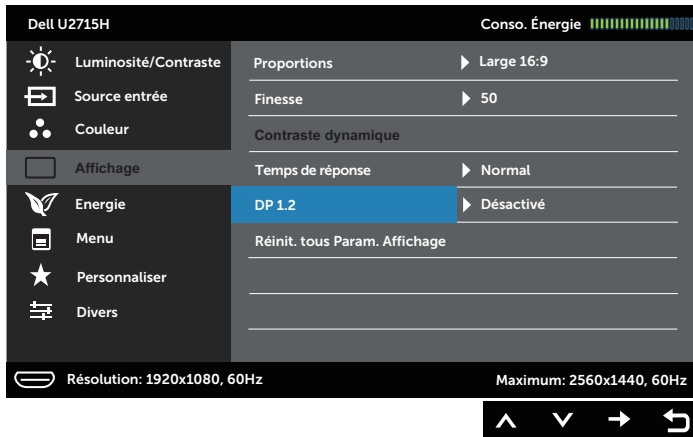 Dell U2715H
Conso. Énergie
Luminosité/Contraste
Source entrée
Couleur
Affichage
Energie
Menu
Personnaliser
Divers
Proportions
Large 16:9
Finesse
50
Contraste dynamique
Temps de réponse
Normal
DP 1.2
Désactivé
Réinit. tous Param. Affichage
Résolution: 1920x1080, 60Hz
Maximum: 2560x1440, 60Hz